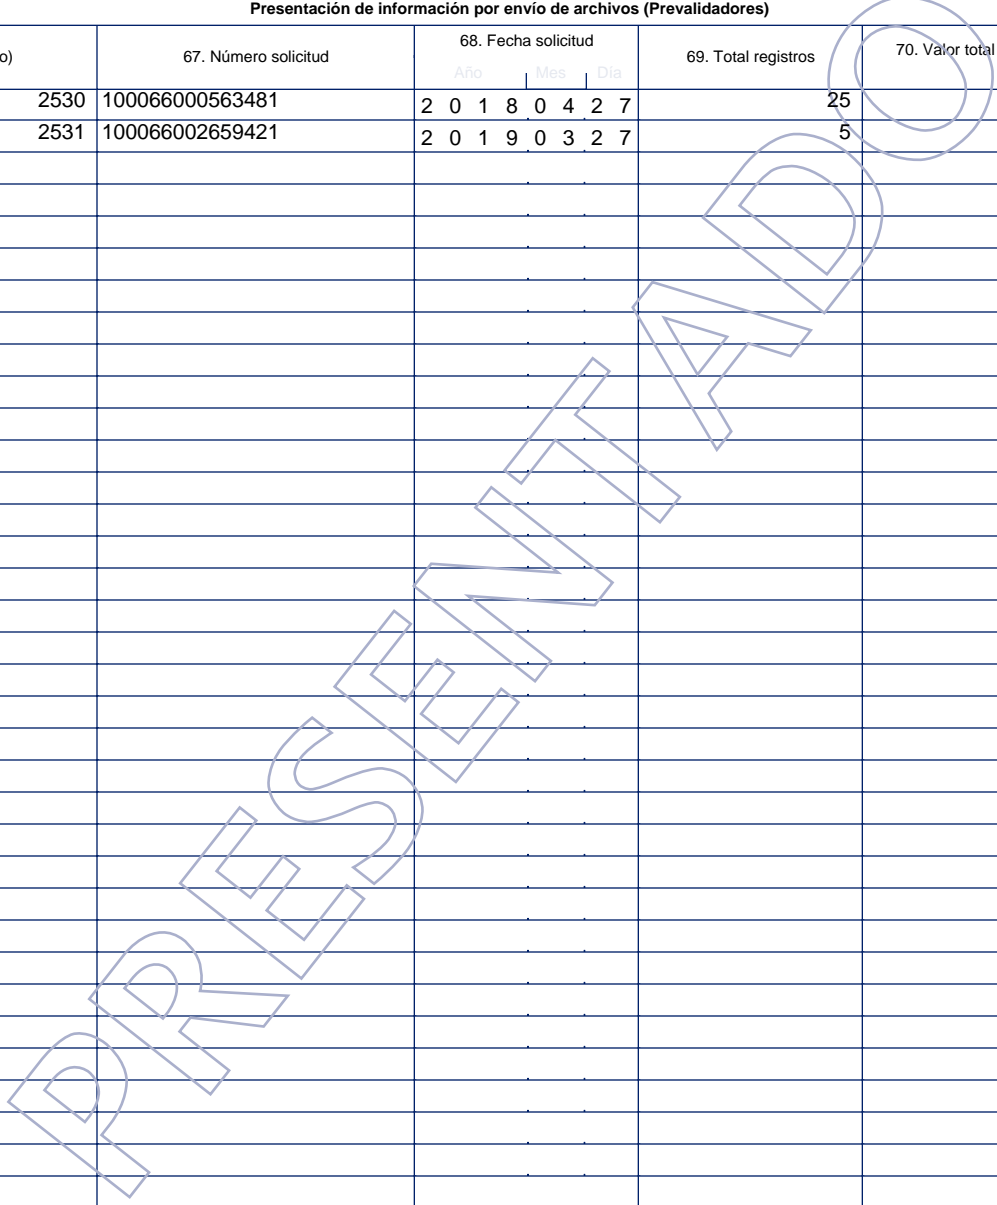 Presentación de información por envío de archivos (Prevalidadores)
o) 67. Número solicitud 68. Fecha solicitud 69. Total registros 70. Valor total
Año Mes Día
2530 100066000563481 2 0 1 8 0 4 2 7 25
2531 100066002659421 2 0 1 9 0 3 2 7 5
PRESENTADO